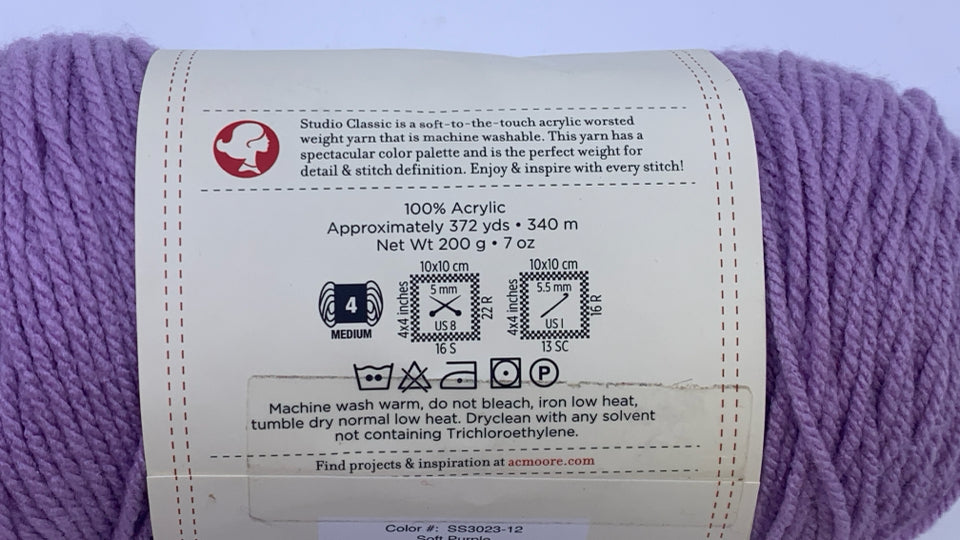 Studio Classic is a soft-to-the-touch acrylic worsted
weight yarn that is machine washable. This yarn has a
spectacular color palette and is the perfect weight for
detail & stitch definition. Enjoy & inspire with every stitch!
100% Acrylic
Approximately 372 yds • 340 m
Net Wt 200 g • 7 oz
4
MEDIUM
10x10 cm
4x4 inches
5 mm
US 8
22 R
16 S
10x10 cm
4x4 inches
5.5 mm
US I
16 R
13 SC
P
Machine wash warm, do not bleach, iron low heat,
tumble dry normal low heat. Dryclean with any solvent
not containing Trichloroethylene.
Find projects & inspiration at acmoore.com
Color #: SS3023-12
Soft Purple